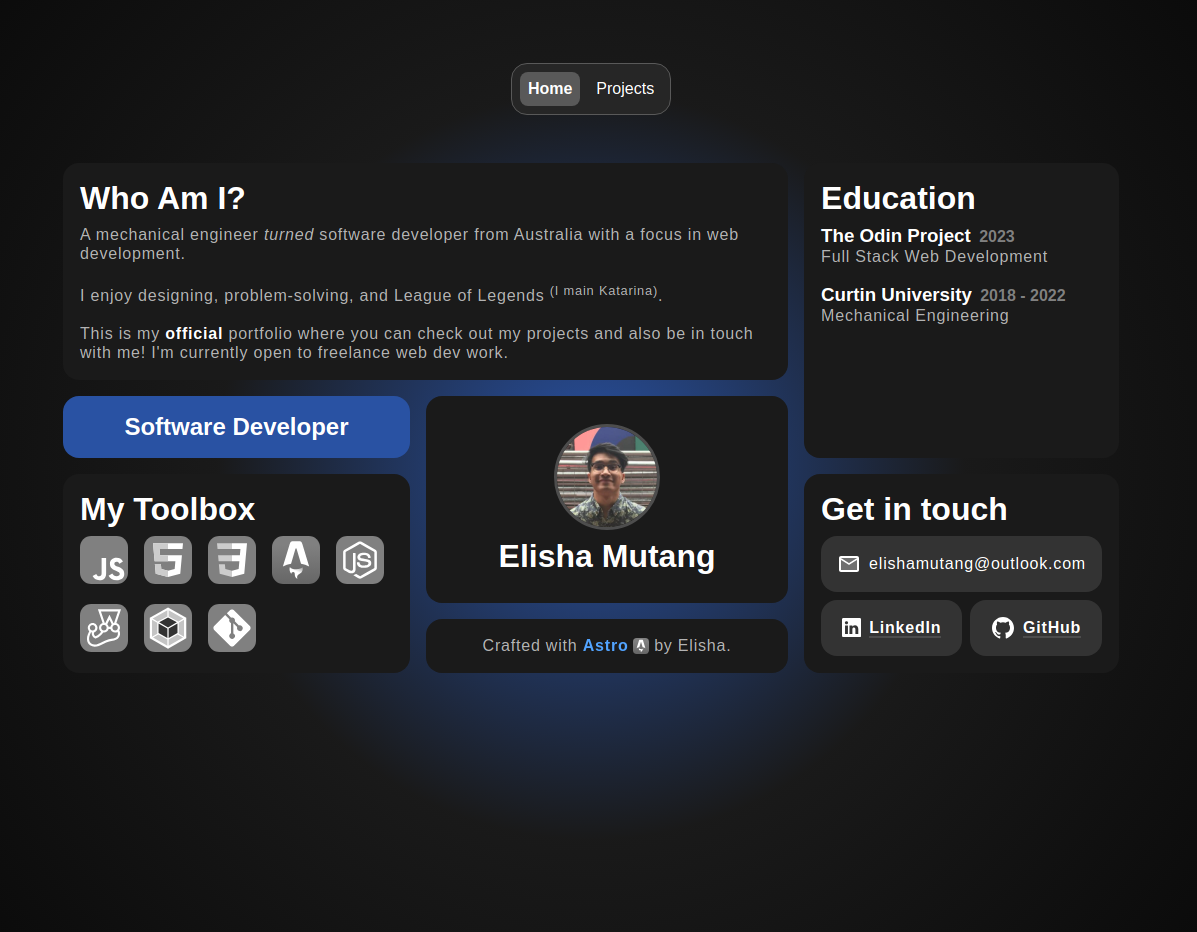 Home Projects
Who Am I?
A mechanical engineer turned software developer from Australia with a focus in web
development.
I enjoy designing, problem-solving, and League of Legends (I main Katarina).
This is my official portfolio where you can check out my projects and also be in touch
with me! I'm currently open to freelance web dev work.
Education
The Odin Project 2023
Full Stack Web Development
Curtin University 2018 - 2022
Mechanical Engineering
Software Developer
Elisha Mutang
My Toolbox
JS
JS
Crafted with Astro by Elisha.
Get in touch
elishamutang@outlook.com
LinkedIn GitHub